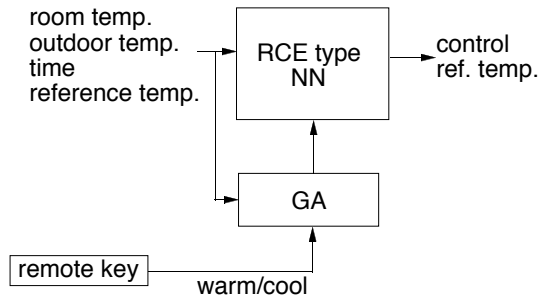 room temp.
outdoor temp.
time
reference temp.
RCE type
NN
control
ref. temp.
GA
remote key
warm/cool